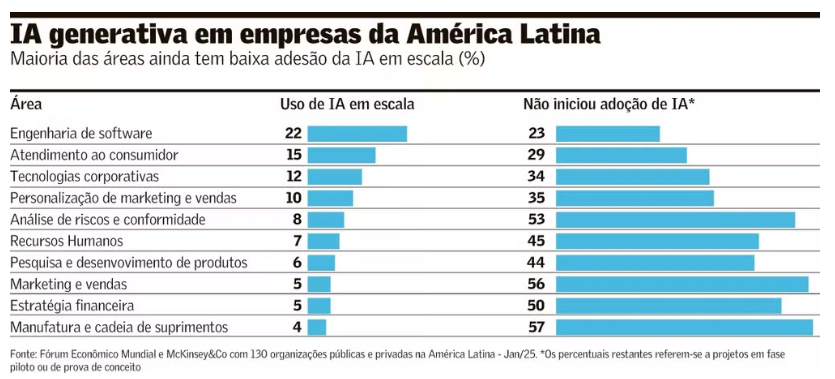 IA generativa em empresas da América Latina
Maioria das áreas ainda tem baixa adesão da IA em escala (%)
Área Uso de IA em escala Não iniciou adoção de IA*
Engenharia de software 22 23
Atendimento ao consumidor 15 29
Tecnologias corporativas 12 34
Personalização de marketing e vendas 10 35
Análise de riscos e conformidade 8 53
Recursos Humanos 7 45
Pesquisa e desenvovimento de produtos 6 44
Marketing e vendas 5 56
Estratégia financeira 5 50
Manufatura e cadeia de suprimentos 4 57
Fonte: Fórum Econômico Mundial e McKinsey&Co com 130 organizações públicas e privadas na América Latina - Jan/25. *Os percentuais restantes referem-se a projetos em fase
piloto ou de prova de conceito